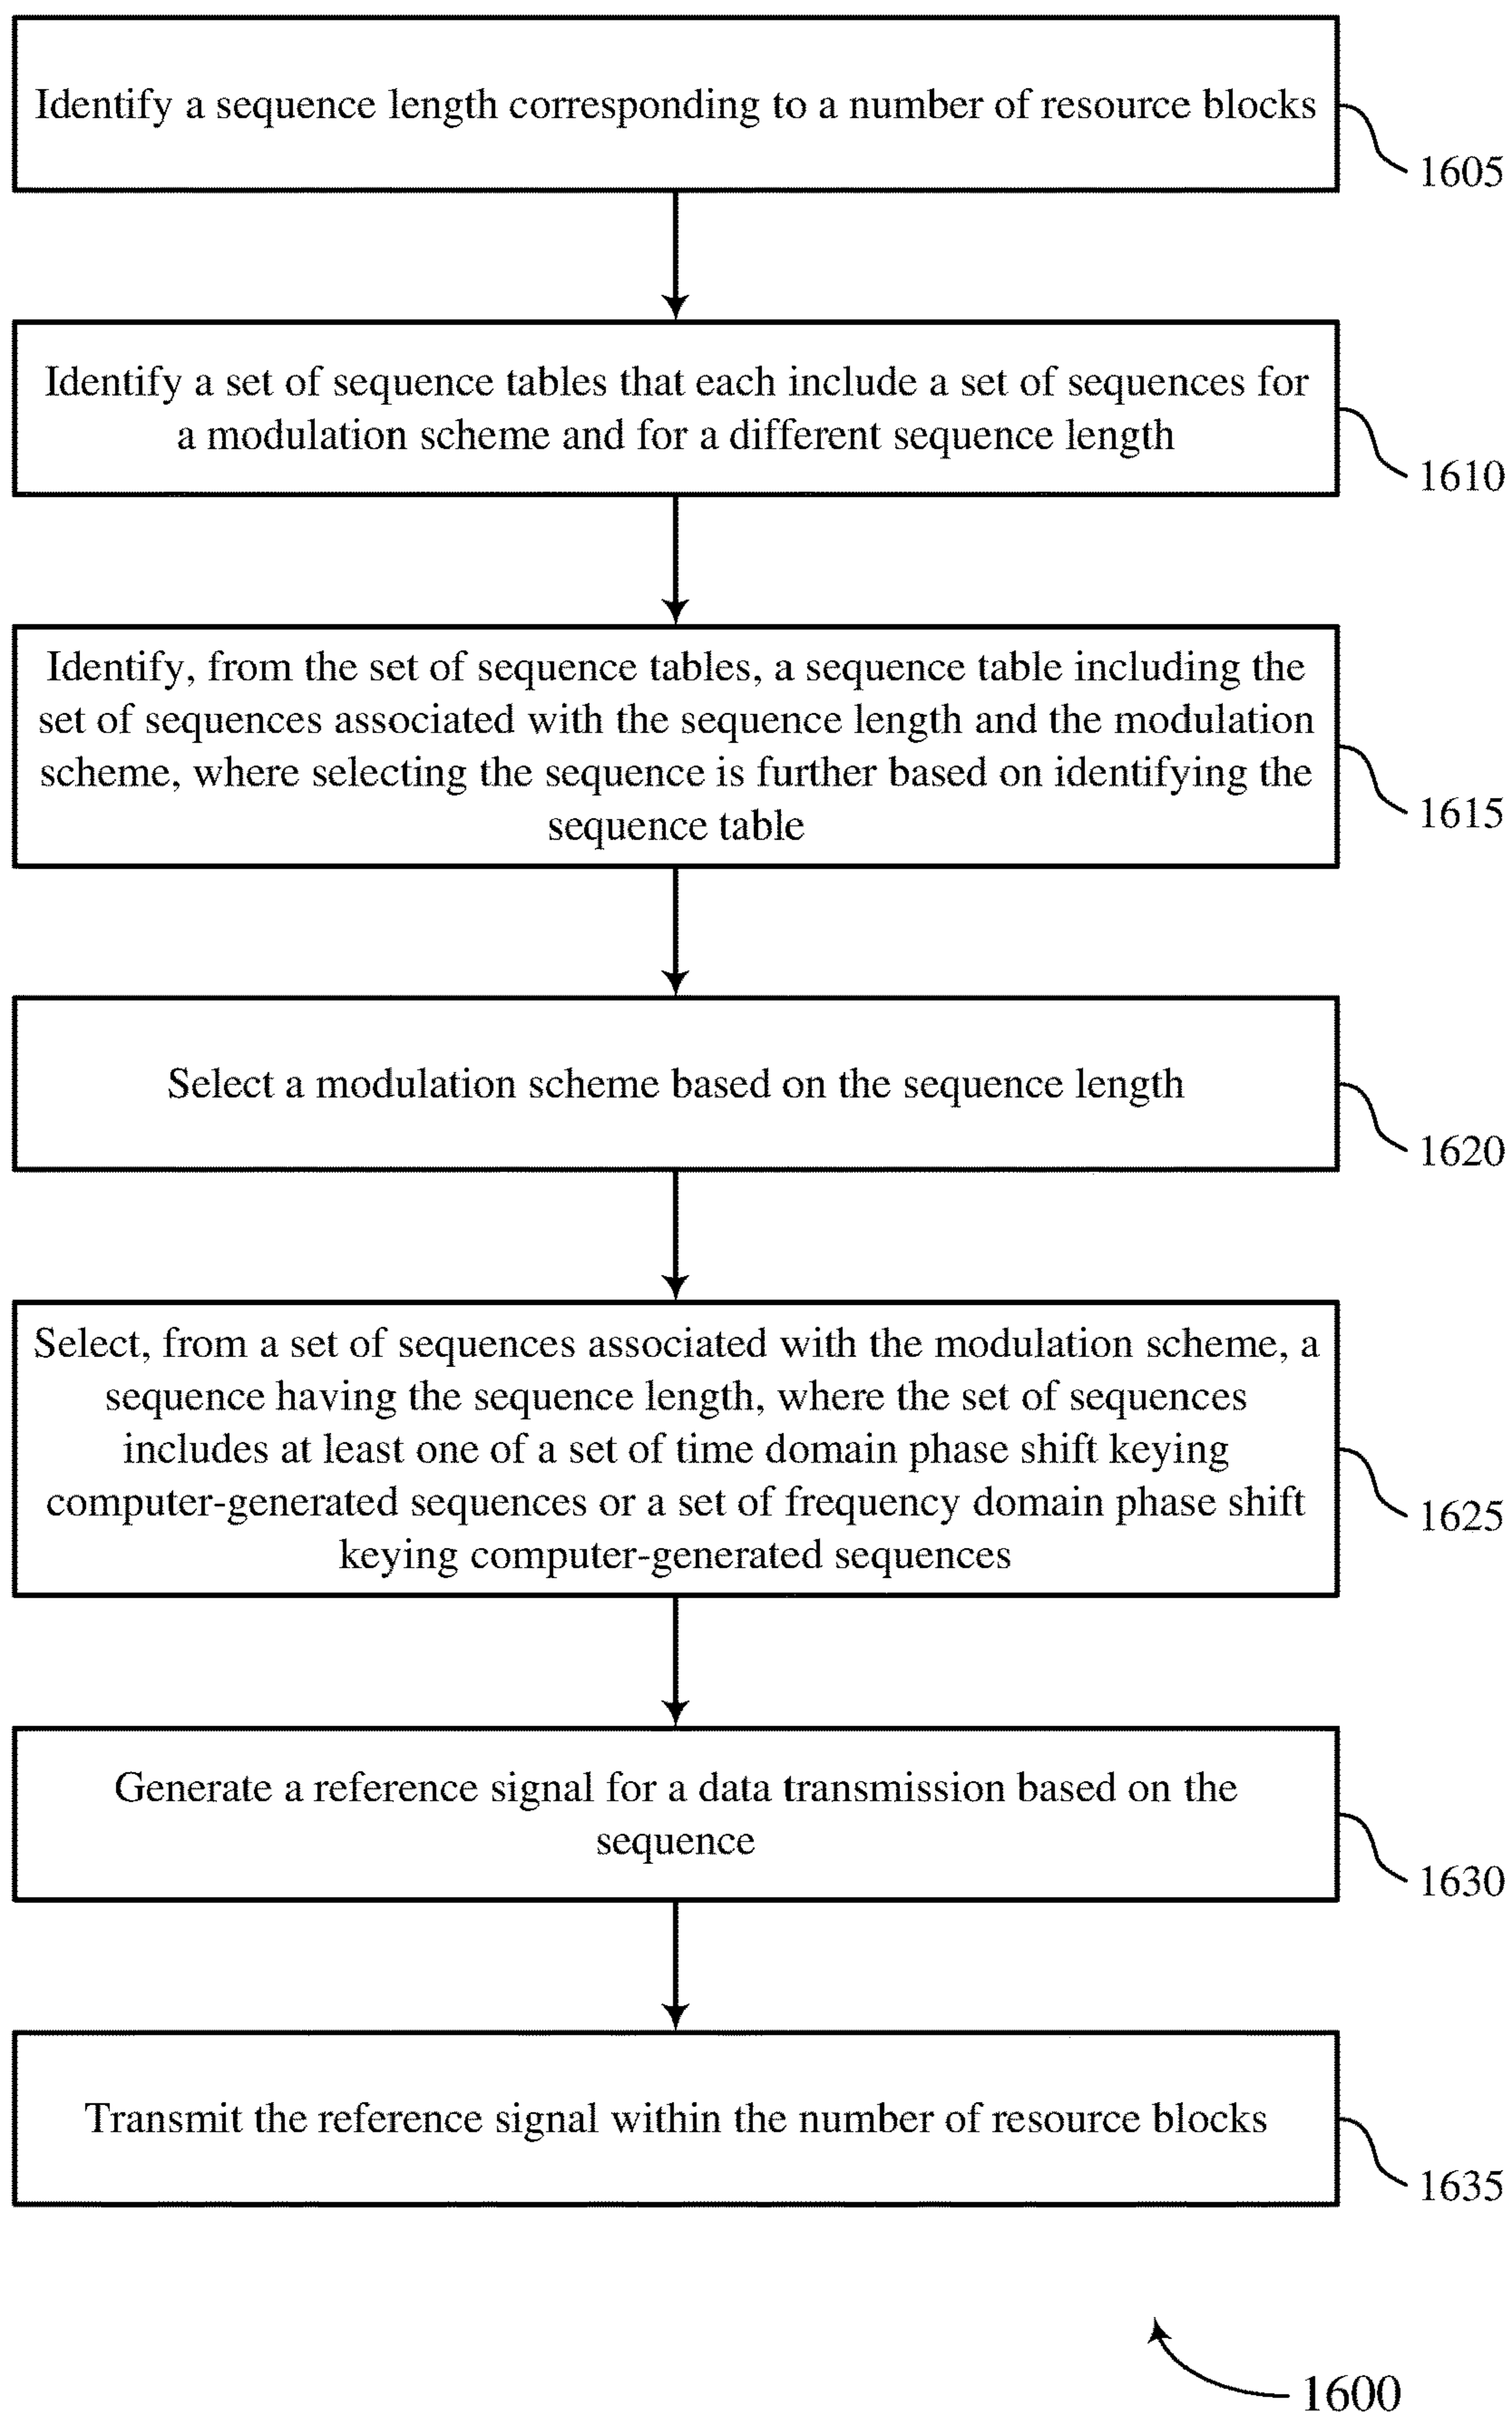 Identify a sequence length corresponding to a number of resource blocks
1605
Identify a set of sequence tables that each include a set of sequences for
a modulation scheme and for a different sequence length
1610
Identify, from the set of sequence tables, a sequence table including the
set of sequences associated with the sequence length and the modulation
scheme, where selecting the sequence is further based on identifying the
sequence table
1615
Select a modulation scheme based on the sequence length
1620
Select, from a set of sequences associated with the modulation scheme, a
sequence having the sequence length, where the set of sequences
includes at least one of a set of time domain phase shift keying
computer-generated sequences or a set of frequency domain phase shift
keying computer-generated sequences
1625
Generate a reference signal for a data transmission based on the
sequence
1630
Transmit the reference signal within the number of resource blocks
1635
1600